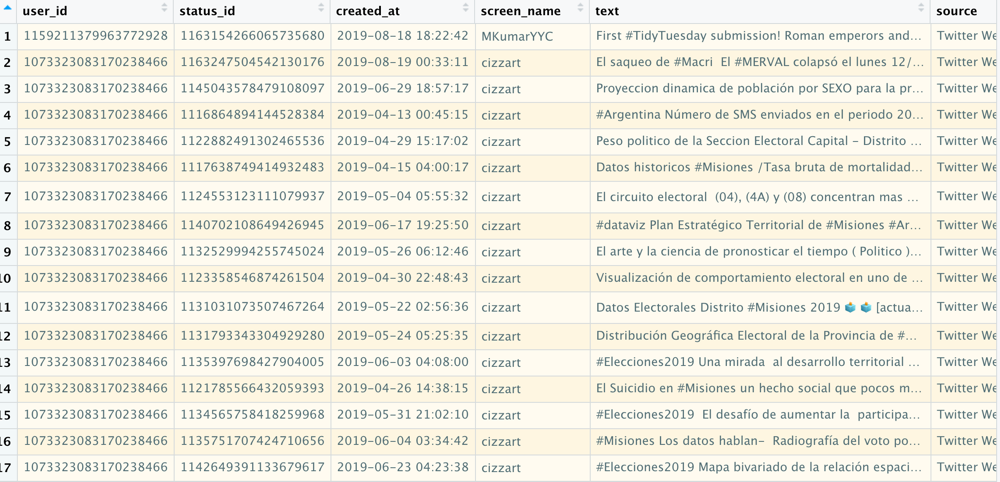 user_id status_id created_at screen_name text source
1 1159211379963772928 1163154266065735680 2019-08-18 18:22:42 MKumarYYC First #TidyTuesday submission! Roman emperors and... Twitter We
2 1073323083170238466 1163247504542130176 2019-08-19 00:33:11 cizzart El saqueo de #Macri El #MERVAL colapsó el lunes 12/...  Twitter We
3 1073323083170238466 1145043578479108097 2019-06-29 18:57:17 cizzart Proyeccion dinamica de población por SEXO para la pr... Twitter We
4 1073323083170238466 1116864894144528384 2019-04-13 00:45:15 cizzart #Argentina Número de SMS enviados en el periodo 20... Twitter We
5 1073323083170238466 1122882491302465536 2019-04-29 15:17:02 cizzart Peso politico de la Seccion Electoral Capital - Distrito ... Twitter We
6 1073323083170238466 1117638749414932483 2019-04-15 04:00:17 cizzart Datos historicos #Misiones /Tasa bruta de mortalidad... Twitter We
7 1073323083170238466 1124553123111079937 2019-05-04 05:55:32 cizzart El circuito electoral (04), (4A) y (08) concentran mas ... Twitter We
8 1073323083170238466 1140702108649426945 2019-06-17 19:25:50 cizzart #dataviz Plan Estratégico Territorial de #Misiones #Ar... Twitter We
9 1073323083170238466 1132529994255745024 2019-05-26 06:12:46 cizzart El arte y la ciencia de pronosticar el tiempo ( Politico )... Twitter We
10 1073323083170238466 1123358546874261504 2019-04-30 22:48:43 cizzart Visualización de comportamiento electoral en uno de ... Twitter We
11 1073323083170238466 1131031073507467264 2019-05-22 02:56:36 cizzart Datos Electorales Distrito #Misiones 2019 🗳 🗳 [actua... Twitter We
12 1073323083170238466 1131793343304929280 2019-05-24 05:25:35 cizzart Distribución Geográfica Electoral de la Provincia de #... Twitter We
13 1073323083170238466 1135397698427904005 2019-06-03 04:08:00 cizzart #Elecciones2019 Una mirada al desarrollo territorial ... Twitter We
14 1073323083170238466 1121785566432059393 2019-04-26 14:38:15 cizzart El Suicidio en #Misiones un hecho social que pocos m... Twitter We
15 1073323083170238466 1134565758418259968 2019-05-31 21:02:10 cizzart #Elecciones2019 El desafío de aumentar la participa... Twitter We
16 1073323083170238466 1135751707424710656 2019-06-04 03:34:42 cizzart #Misiones Los datos hablan- Radiografía del voto po... Twitter We
17 1073323083170238466 1142649391133679617 2019-06-23 04:23:38 cizzart #Elecciones2019 Mapa bivariado de la relación espaci... Twitter We